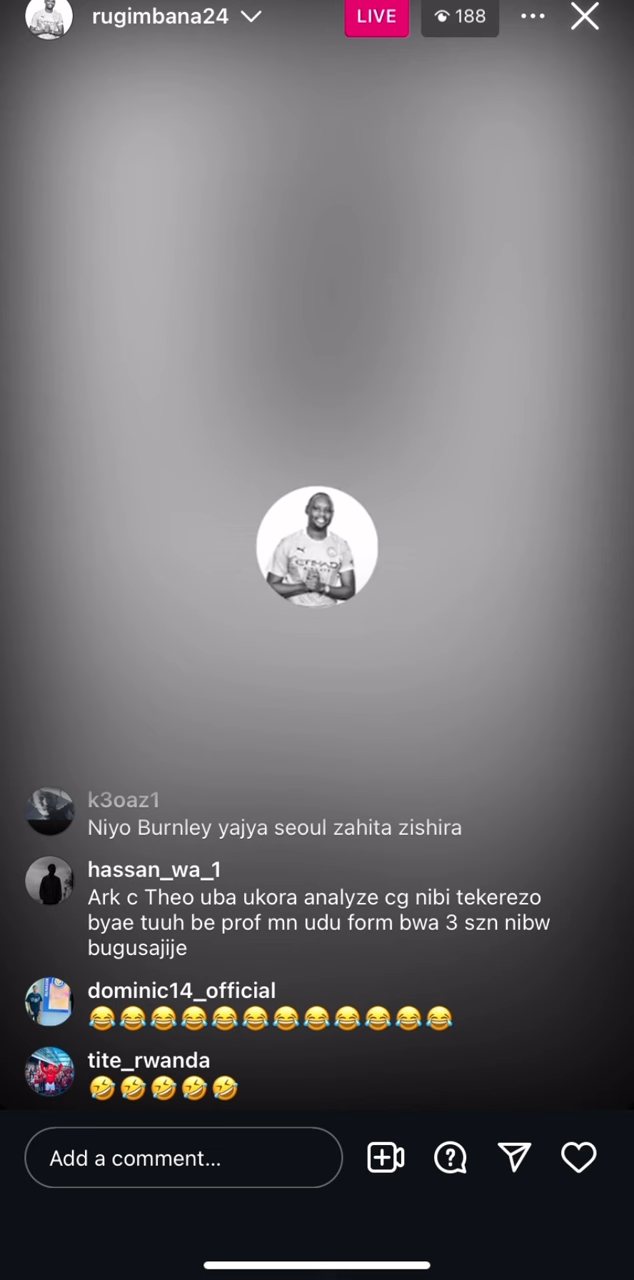 rugimbana24
LIVE
188
ETIHAD
k3oaz1
Niyo Burnley yajya seoul zahita zishira
hassan_wa_1
Ark c Theo uba ukora analyze cg nibi tekerezo
byae tuuh be prof mn udu form bwa 3 szn nibw
bugusajije
dominic14_official
😂😂😂😂😂😂😂😂😂😂😂😂
tite_rwanda
🤣🤣🤣🤣🤣
Add a comment...